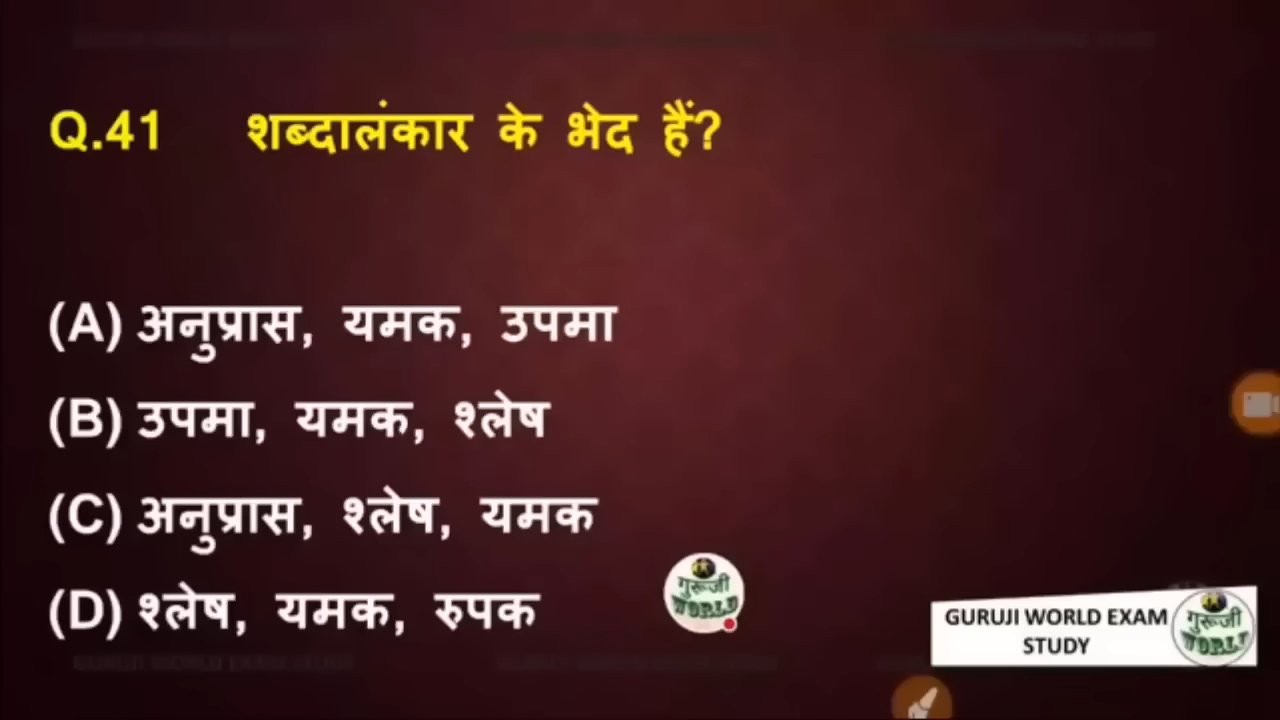 Q.41 शब्दालंकार के भेद हैं?
(A) अनुप्रास, यमक, उपमा
(B) उपमा, यमक, श्लेष
(C) अनुप्रास, श्लेष, यमक
(D) श्लेष, यमक, रुपक
गुरूजी
WORLD
GURUJI WORLD EXAM
STUDY
गुरूजी
WORLD